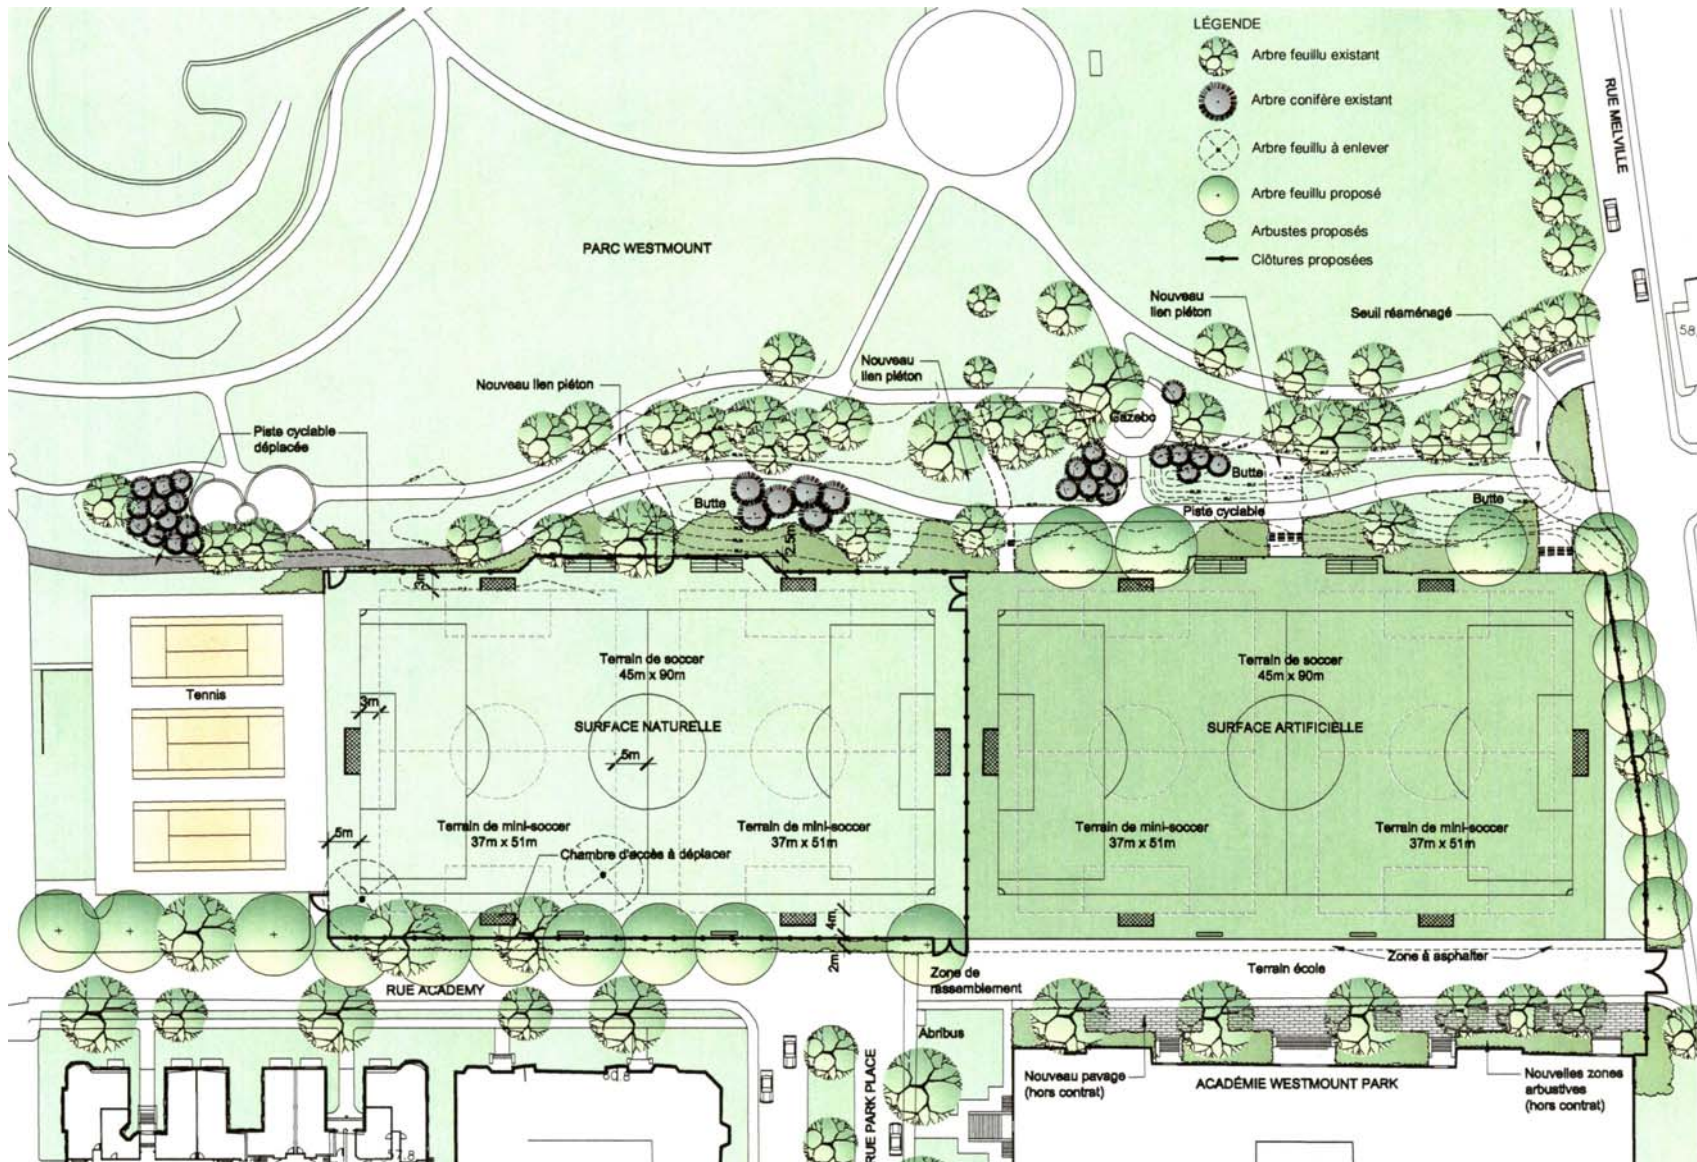 LÉGENDE
Arbre feuillu existant
Arbre conifère existant
Arbre feuillu à enlever
Arbre feuillu proposé
Arbustes proposés
Clôtures proposées
RUE MELVILLE
PARC WESTMOUNT
Nouveau
lien piéton
Seuil réaménagé
58
Nouveau
lien piéton
Nouveau lien piéton
Gazebo
Piste cyclable
déplacée
Butte
Butte
Butte
Piste cyclable
2.5m
3m
Terrain de soccer
45m x 90m
Terrain de soccer
45m x 90m
Tennis
3m
SURFACE NATURELLE
SURFACE ARTIFICIELLE
5m
Terrain de mini-soccer
37m x 51m
Terrain de mini-soccer
37m x 51m
Terrain de mini-soccer
37m x 51m
Terrain de mini-soccer
37m x 51m
5m
Chambre d'accès à déplacer
4m
2m
Zone à asphalter
Terrain école
Zone de
rassemblement
RUE ACADEMY
Abribus
RUE PARK PLACE
Nouveau pavage
(hors contrat)
ACADÉMIE WESTMOUNT PARK
Nouvelles zones
arbustives
(hors contrat)
60.8
57.8